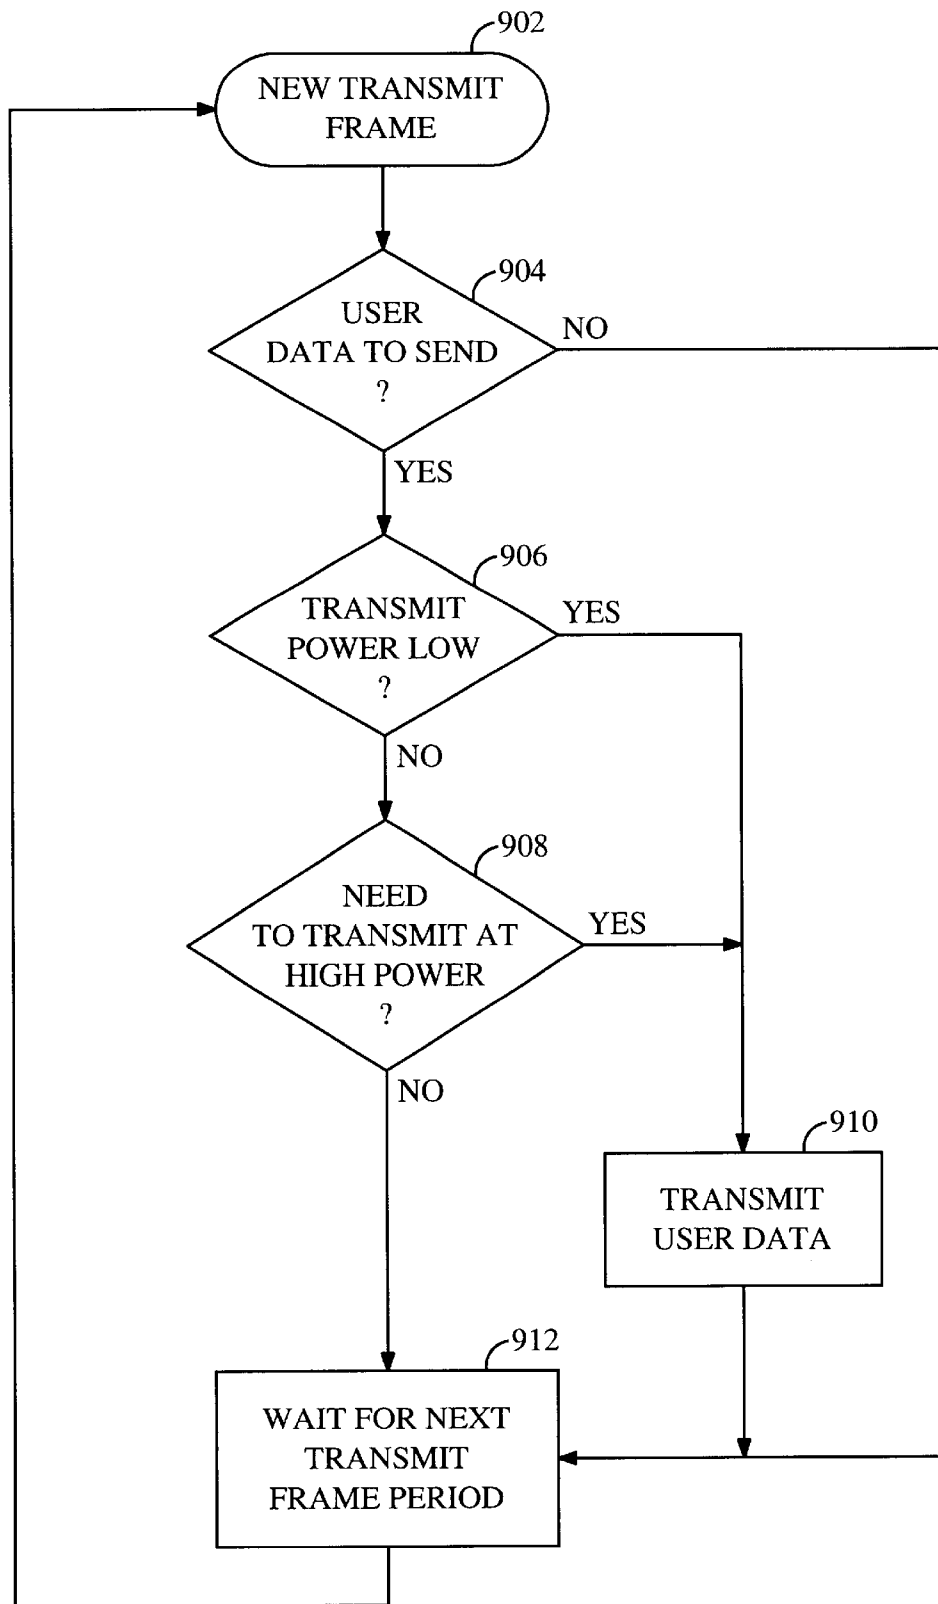 902
NEW TRANSMIT
FRAME
904
USER
DATA TO SEND
?
NO
YES
906
TRANSMIT
POWER LOW
?
YES
NO
908
NEED
TO TRANSMIT AT
HIGH POWER
?
YES
NO
910
TRANSMIT
USER DATA
912
WAIT FOR NEXT
TRANSMIT
FRAME PERIOD